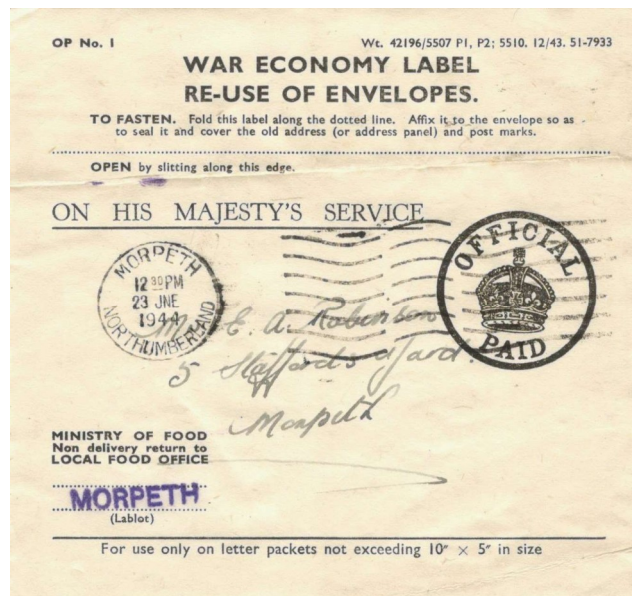 OP No. 1
Wt. 42196/5507 P1, P2; 5510. 12/43. 51-7933
WAR ECONOMY LABEL
RE-USE OF ENVELOPES.
TO FASTEN. Fold this label along the dotted line. Affix it to the envelope so as
to seal it and cover the old address (or address panel) and post marks.
OPEN by slitting along this edge.
ON HIS MAJESTY'S SERVICE
OFFICIAL
PAID
MORPETH
12 30 PM
23 JNE
1944
NORTHUMBERLAND
E. A. Robinson
5 Staffords Yard
Morpeth
MINISTRY OF FOOD
Non delivery return to
LOCAL FOOD OFFICE
MORPETH
(Lablot)
For use only on letter packets not exceeding 10" × 5" in size